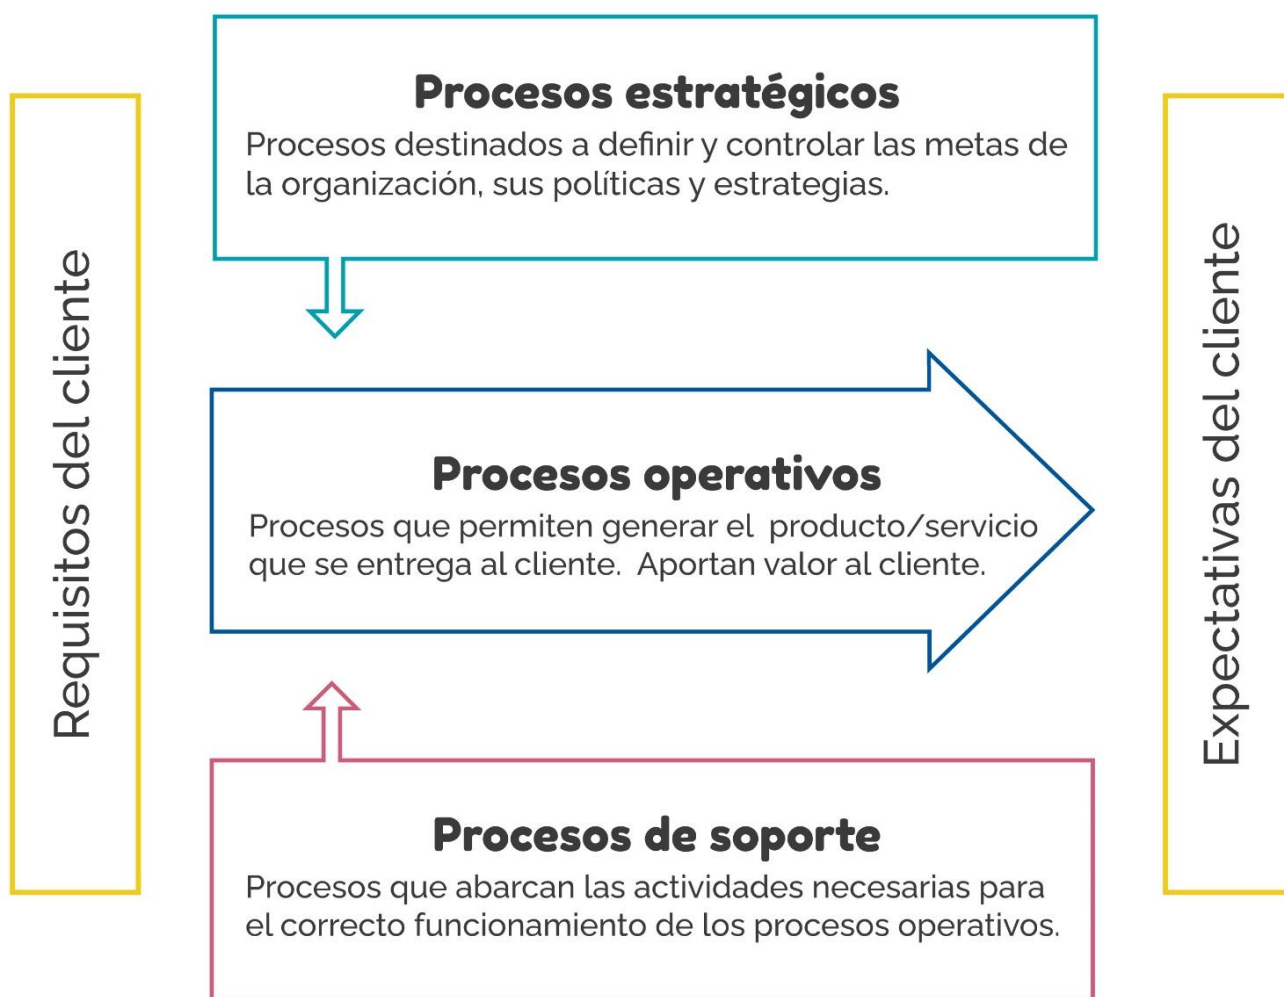 Requisitos del cliente
Procesos estratégicos
Procesos destinados a definir y controlar las metas de
la organización, sus políticas y estrategias.
Procesos operativos
Procesos que permiten generar el  producto/servicio
que se entrega al cliente.  Aportan valor al cliente.
Procesos de soporte
Procesos que abarcan las actividades necesarias para
el correcto funcionamiento de los procesos operativos.
Expectativas del cliente